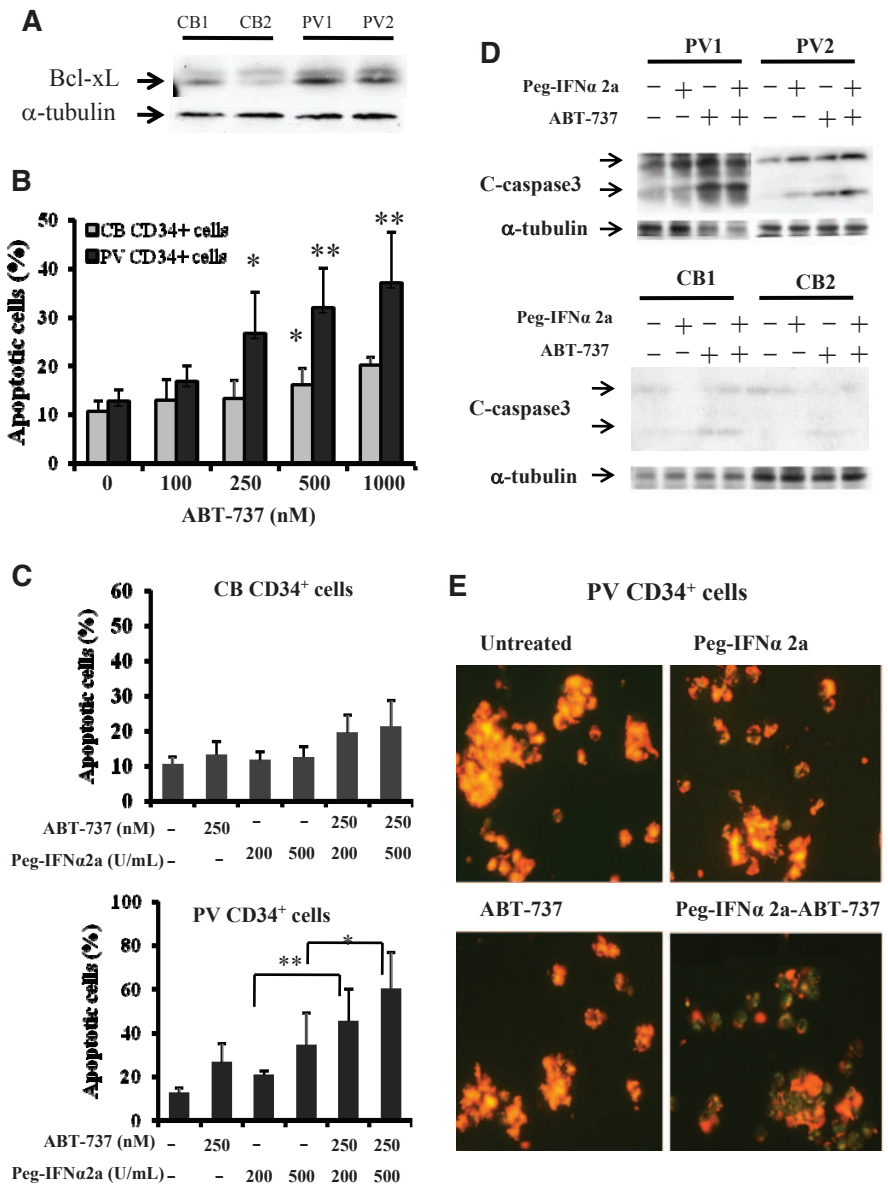 A
CB1 CB2 PV1 PV2
Bcl-xL
α-tubulin
B
50
40
30
20
10
0
Apoptotic cells (%)
CB CD34+ cells
PV CD34+ cells
* ** * **
0 100 250 500 1000
ABT-737 (nM)
C
CB CD34+ cells
60
50
40
30
20
10
0
Apoptotic cells (%)
ABT-737 (nM) – 250 – – 250 250
Peg-IFNα2a (U/mL) – – 200 500 200 500
PV CD34+ cells
100
80
60
40
20
0
Apoptotic cells (%)
** *
ABT-737 (nM) – 250 – – 250 250
Peg-IFNα2a (U/mL) – – 200 500 200 500
D
PV1 PV2
Peg-IFNα 2a – + – + – + – +
ABT-737 – – + + – – + +
C-caspase3
α-tubulin
CB1 CB2
Peg-IFNα 2a – + – + – + – +
ABT-737 – – + + – – + +
C-caspase3
α-tubulin
E
PV CD34+ cells
Untreated Peg-IFNα 2a
ABT-737 Peg-IFNα 2a-ABT-737